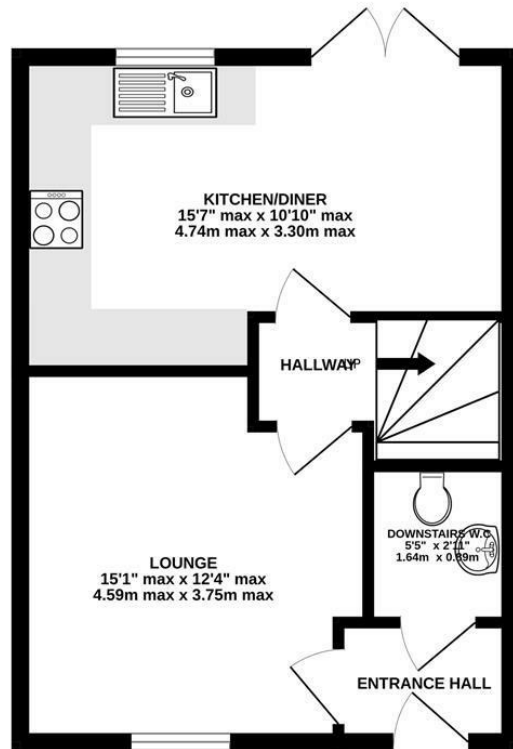 KITCHEN/DINER
15'7" max x 10'10" max
4.74m max x 3.30m max
HALLWAY
UP
LOUNGE
15'1" max x 12'4" max
4.59m max x 3.75m max
DOWNSTAIRS W.C
5'5" x 2'11"
1.64m x 0.89m
ENTRANCE HALL